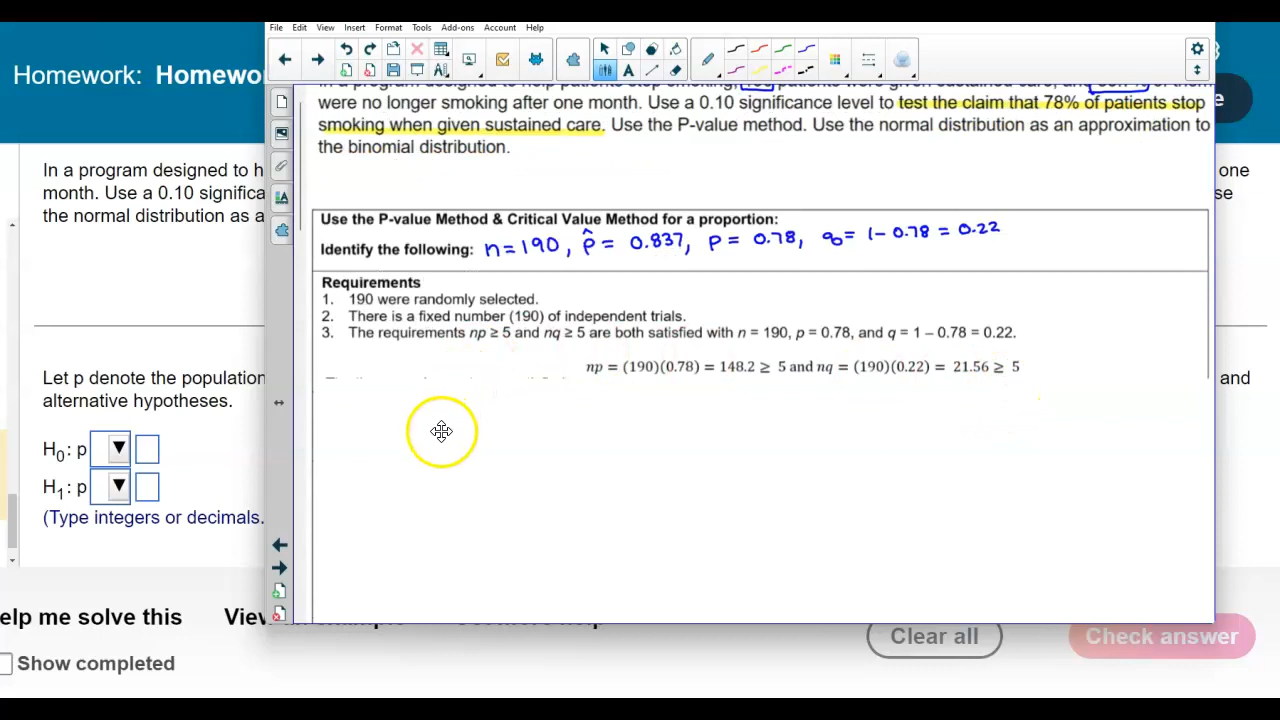 File Edit View Insert Format Tools Add-ons Account Help
Homework: Homewor
were no longer smoking after one month. Use a 0.10 significance level to test the claim that 78% of patients stop
smoking when given sustained care. Use the P-value method. Use the normal distribution as an approximation to
the binomial distribution.
In a program designed to h
month. Use a 0.10 significa
the normal distribution as a
one
se
Use the P-value Method & Critical Value Method for a proportion:
Identify the following: n=190, p̂ = 0.837, p = 0.78, q = 1-0.78 = 0.22
Requirements
1. 190 were randomly selected.
2. There is a fixed number (190) of independent trials.
3. The requirements np ≥ 5 and nq ≥ 5 are both satisfied with n = 190, p = 0.78, and q = 1 – 0.78 = 0.22.
np = (190)(0.78) = 148.2 ≥ 5 and nq = (190)(0.22) = 21.56 ≥ 5
Let p denote the population
and
alternative hypotheses.
H0: p
H1: p
(Type integers or decimals.
elp me solve this
View
Clear all
Check answer
Show completed